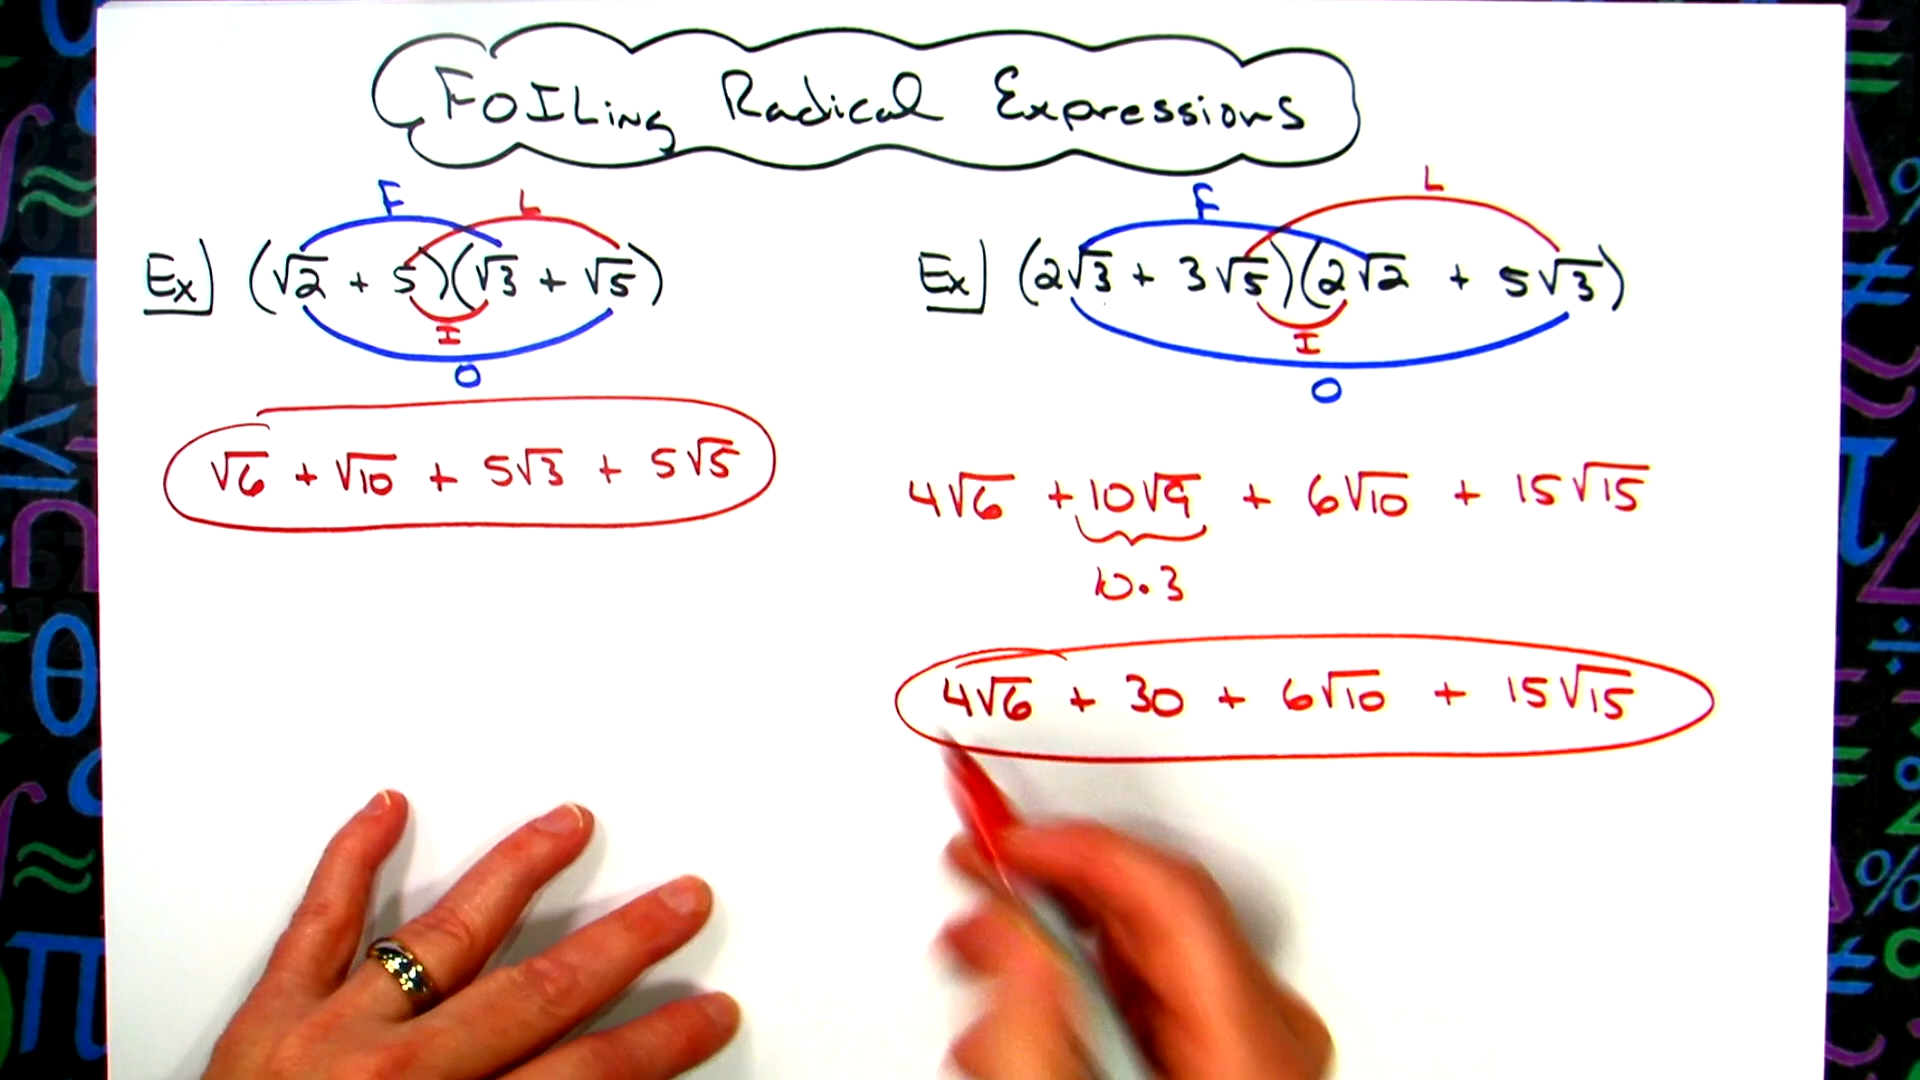 FOILing Radical Expressions
F L
Ex) (√2 + 5)(√3 + √5)
I
O
√6 + √10 + 5√3 + 5√5
F L
Ex) (2√3 + 3√5)(2√2 + 5√3)
I
O
4√6 + 10√9 + 6√10 + 15√15
10·3
4√6 + 30 + 6√10 + 15√15